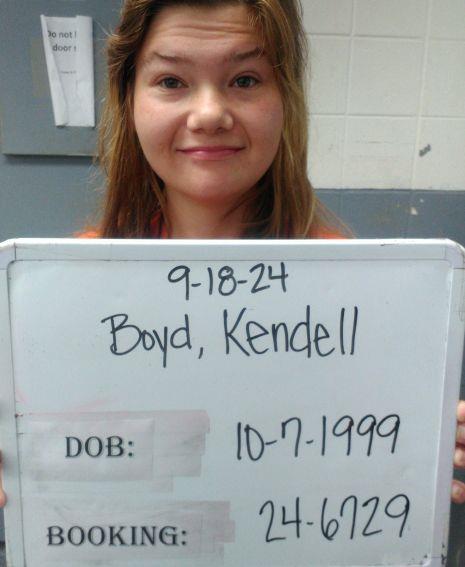 Do not
door
9-18-24
Boyd, Kendell
DOB: 10-7-1999
BOOKING: 24-6729